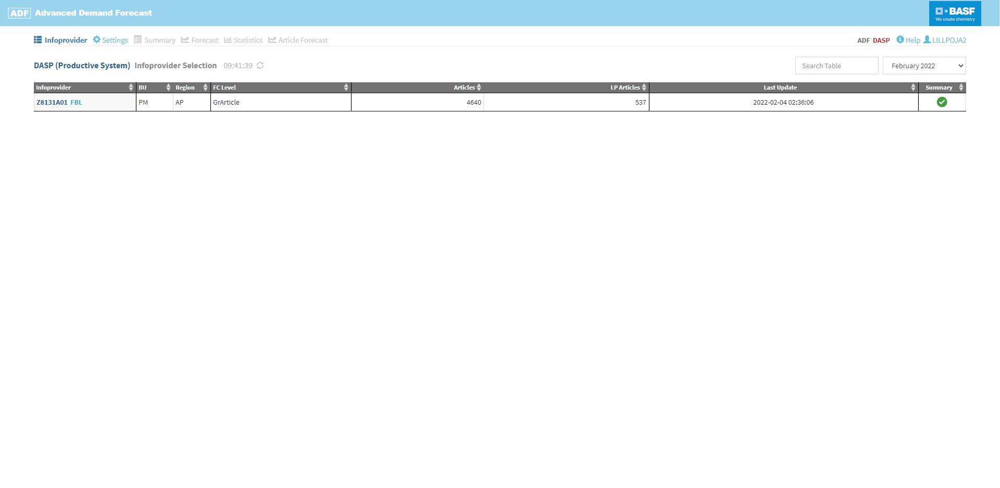 ADF Advanced Demand Forecast
BASF
We create chemistry
Infoprovider Settings Summary Forecast Statistics Article Forecast ADF DASP Help LILLPOJA2
DASP (Productive System) Infoprovider Selection 09:41:39 Search Table February 2022
Infoprovider BU Region FC Level Articles LP Articles Last Update Summary
Z8131A01 FBL PM AP GrArticle 4640 537 2022-02-04 02:36:06